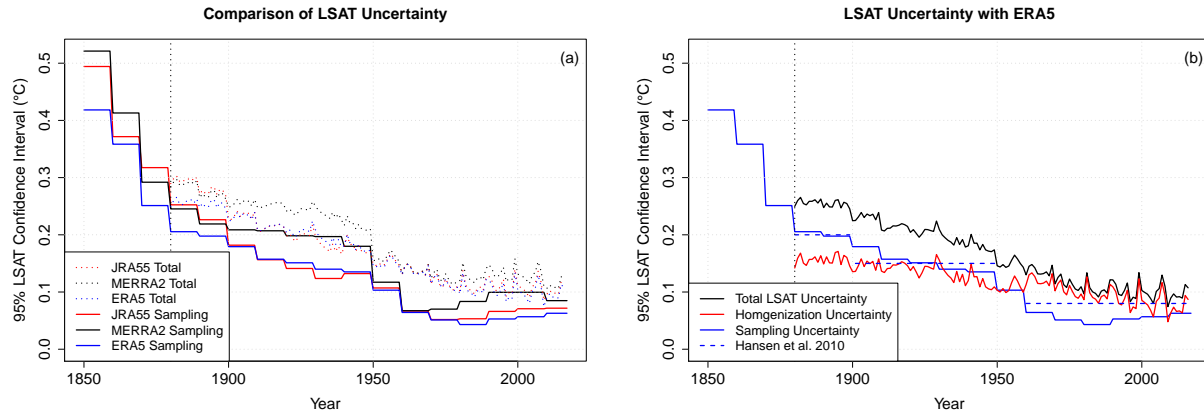 Comparison of LSAT Uncertainty
(a)
95% LSAT Confidence Interval (°C)
0.0
0.1
0.2
0.3
0.4
0.5
JRA55 Total
MERRA2 Total
ERA5 Total
JRA55 Sampling
MERRA2 Sampling
ERA5 Sampling
1850
1900
1950
2000
Year
LSAT Uncertainty with ERA5
(b)
95% LSAT Confidence Interval (°C)
0.0
0.1
0.2
0.3
0.4
0.5
Total LSAT Uncertainty
Homgenization Uncertainty
Sampling Uncertainty
Hansen et al. 2010
1850
1900
1950
2000
Year